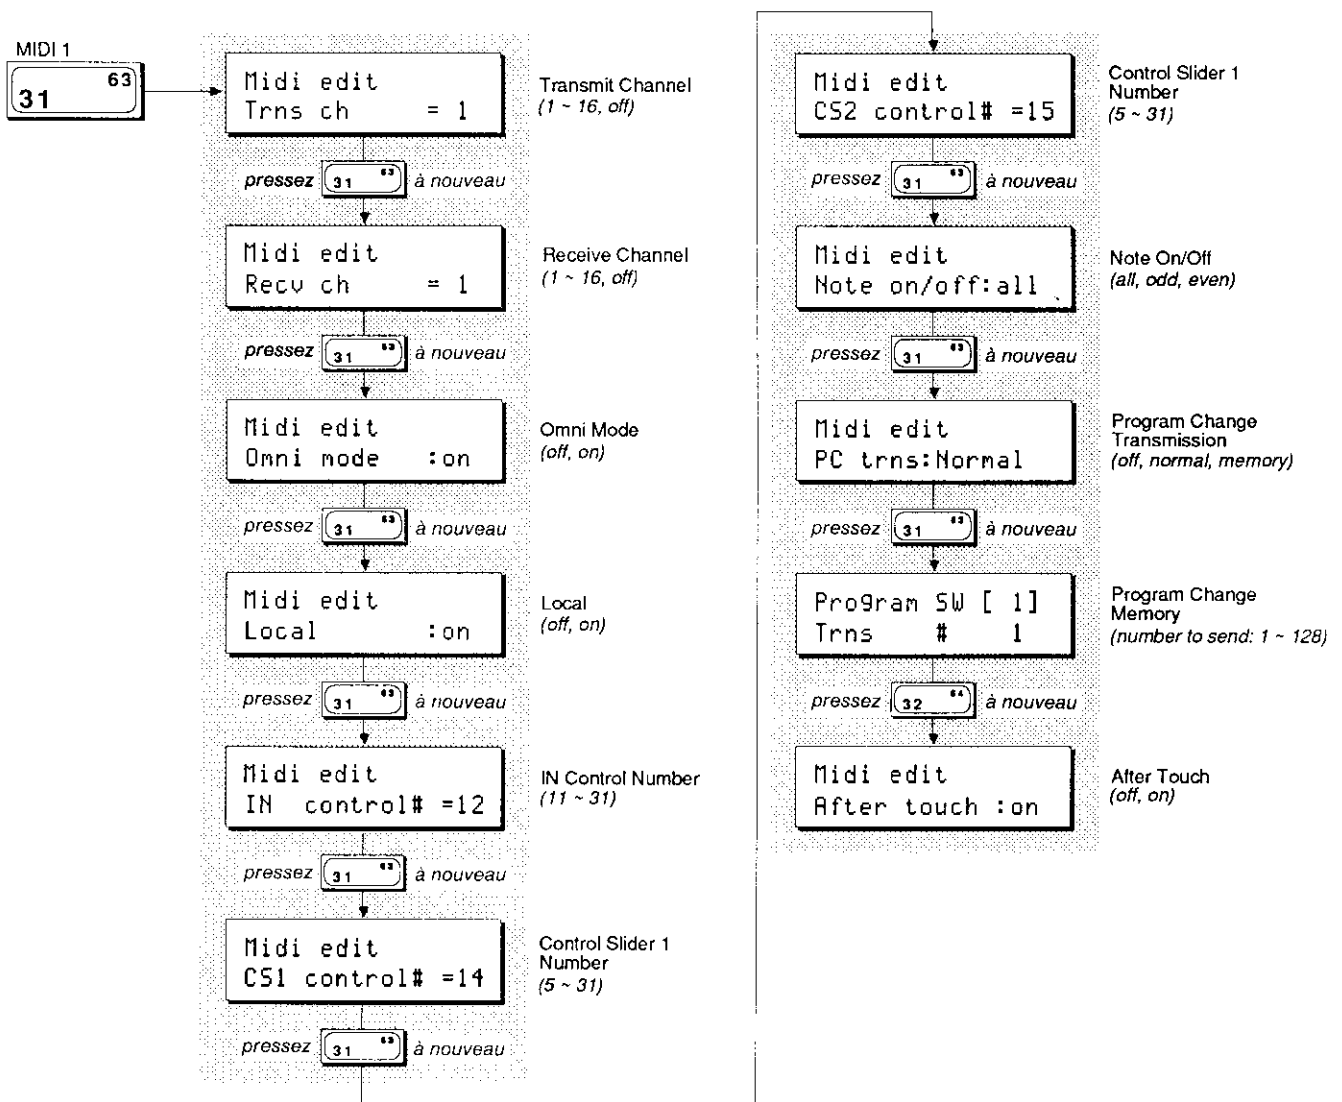 MIDI 1
31 63
Midi edit
Trns ch = 1
Transmit Channel
(1 ~ 16, off)
pressez 31 63 à nouveau
Midi edit
Recv ch = 1
Receive Channel
(1 ~ 16, off)
pressez 31 63 à nouveau
Midi edit
Omni mode :on
Omni Mode
(off, on)
pressez 31 63 à nouveau
Midi edit
Local :on
Local
(off, on)
pressez 31 63 à nouveau
Midi edit
IN control# =12
IN Control Number
(11 ~ 31)
pressez 31 63 à nouveau
Midi edit
CS1 control# =14
Control Slider 1
Number
(5 ~ 31)
pressez 31 63 à nouveau
Midi edit
CS2 control# =15
Control Slider 1
Number
(5 ~ 31)
pressez 31 63 à nouveau
Midi edit
Note on/off:all
Note On/Off
(all, odd, even)
pressez 31 63 à nouveau
Midi edit
PC trns:Normal
Program Change
Transmission
(off, normal, memory)
pressez 31 63 à nouveau
Program SW [ 1]
Trns # 1
Program Change
Memory
(number to send: 1 ~ 128)
pressez 32 64 à nouveau
Midi edit
After touch :on
After Touch
(off, on)